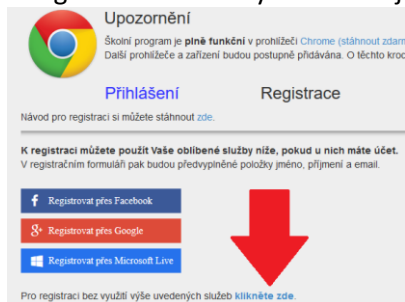 Upozornění
Školní program je plně funkční v prohlížeči Chrome (stáhnout zdarm
Další prohlížeče a zařízení budou postupně přidávána. O těchto kroc
Přihlášení Registrace
Návod pro registraci si můžete stáhnout zde.
K registraci můžete použít Vaše oblíbené služby níže, pokud u nich máte účet.
V registračním formuláři pak budou předvyplněné položky jméno, příjmení a email.
Registrovat přes Facebook
Registrovat přes Google
Registrovat přes Microsoft Live
Pro registraci bez využití výše uvedených služeb klikněte zde.